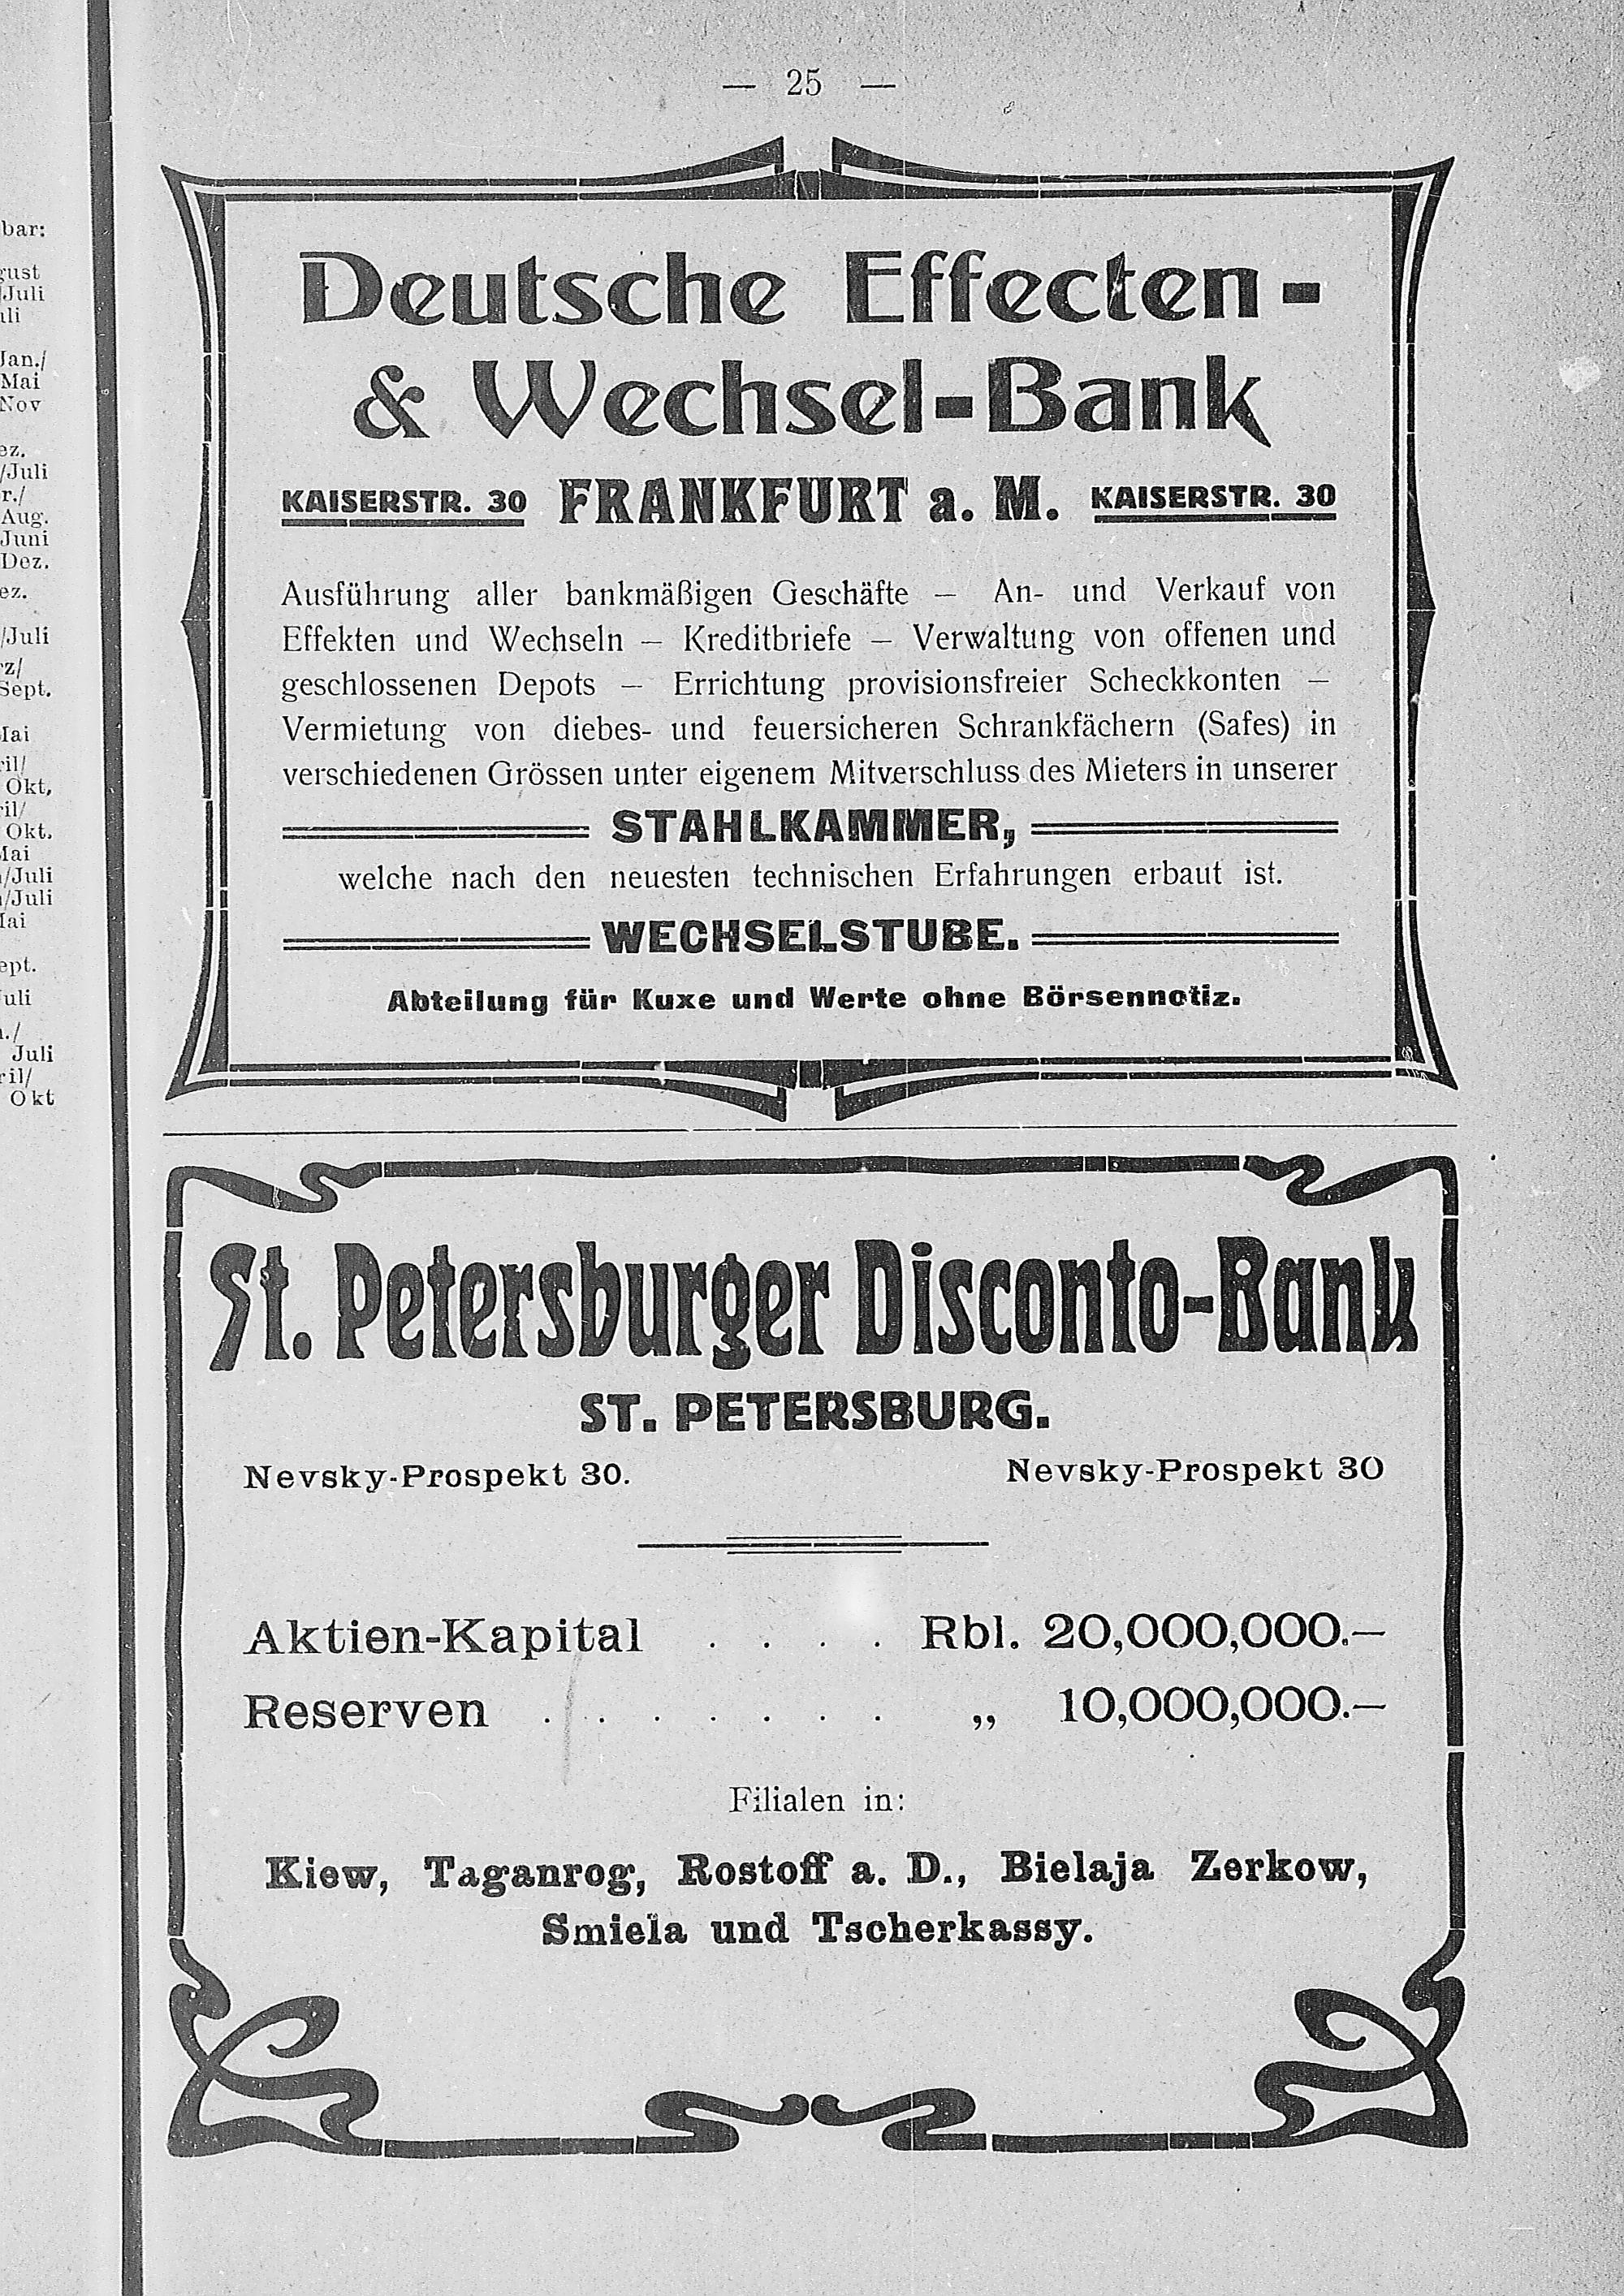 — 25 —
Deutsche Effecten-
& Wechsel-Bank
KAISERSTR. 30 FRANKFURT a. M. KAISERSTR. 30
Ausführung aller bankmäßigen Geschäfte — An- und Verkauf von
Effekten und Wechseln — Kreditbriefe — Verwaltung von offenen und
geschlossenen Depots — Errichtung provisionsfreier Scheckkonten —
Vermietung von diebes- und feuersicheren Schrankfächern (Safes) in
verschiedenen Grössen unter eigenem Mitverschluss des Mieters in unserer
STAHLKAMMER,
welche nach den neuesten technischen Erfahrungen erbaut ist.
WECHSELSTUBE.
Abteilung für Kuxe und Werte ohne Börsennotiz.
St. Petersburger Disconto-Bank
ST. PETERSBURG.
Nevsky-Prospekt 30. Nevsky-Prospekt 30
Aktien-Kapital . . . . Rbl. 20,000,000.—
Reserven . . . . . . . „ 10,000,000.—
Filialen in:
Kiew, Taganrog, Rostoff a. D., Bielaja Zerkow,
Smiela und Tscherkassy.